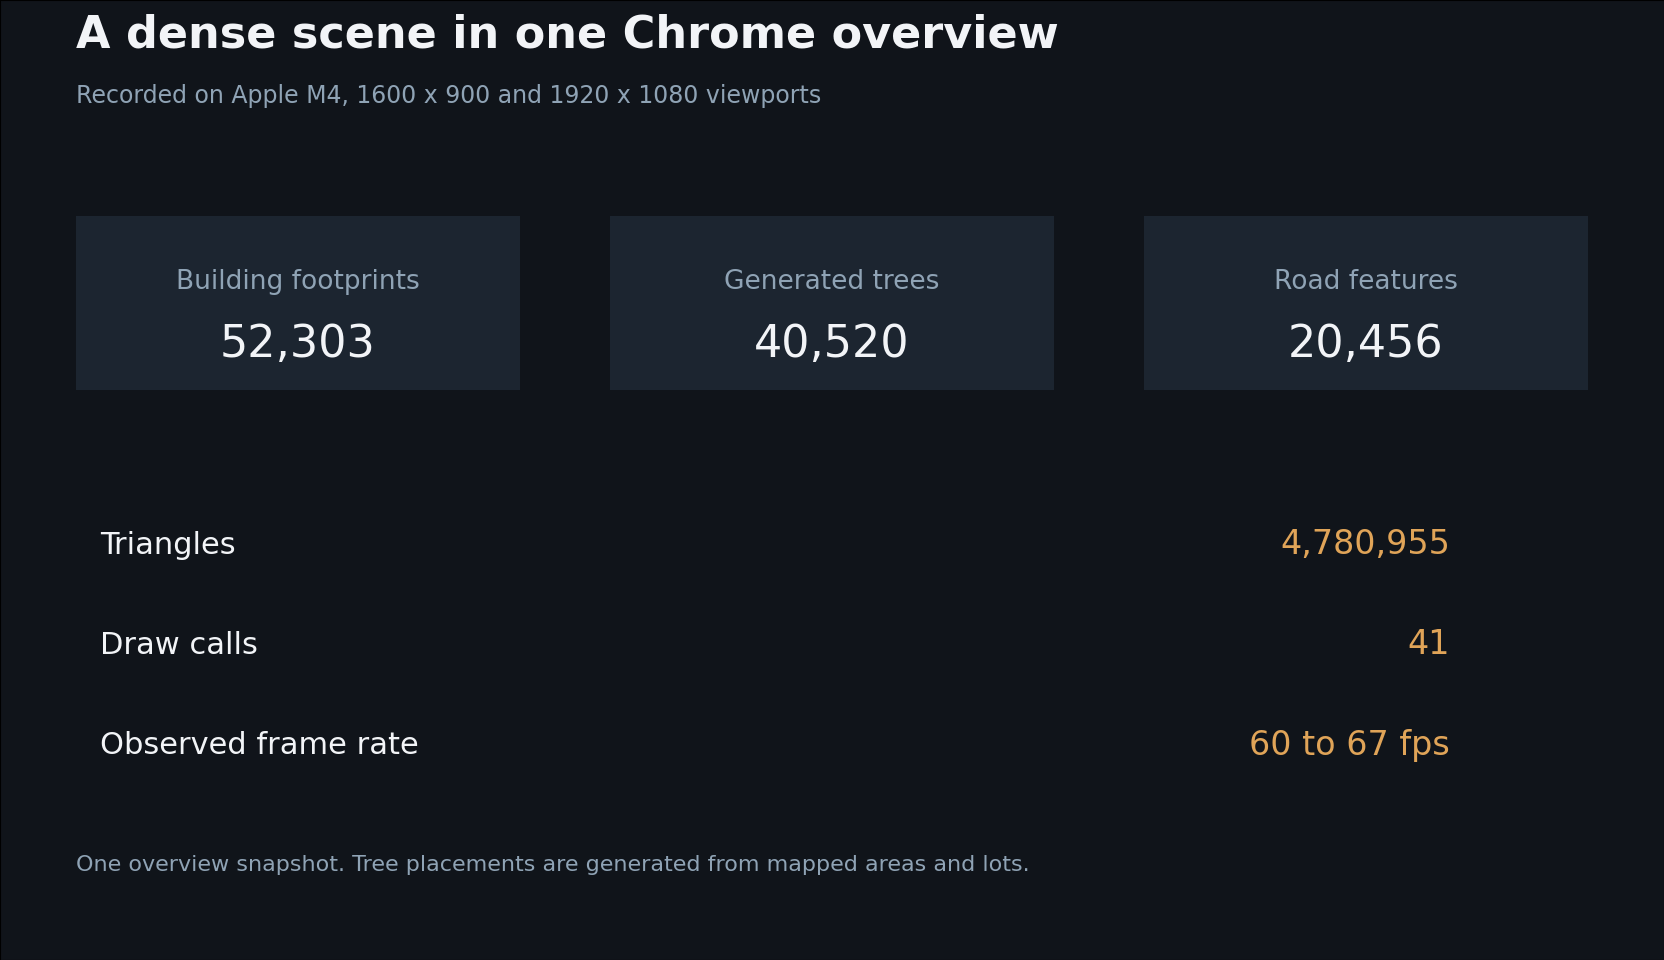 A dense scene in one Chrome overview
Recorded on Apple M4, 1600 x 900 and 1920 x 1080 viewports
Building footprints
52,303
Generated trees
40,520
Road features
20,456
Triangles
4,780,955
Draw calls
41
Observed frame rate
60 to 67 fps
One overview snapshot. Tree placements are generated from mapped areas and lots.